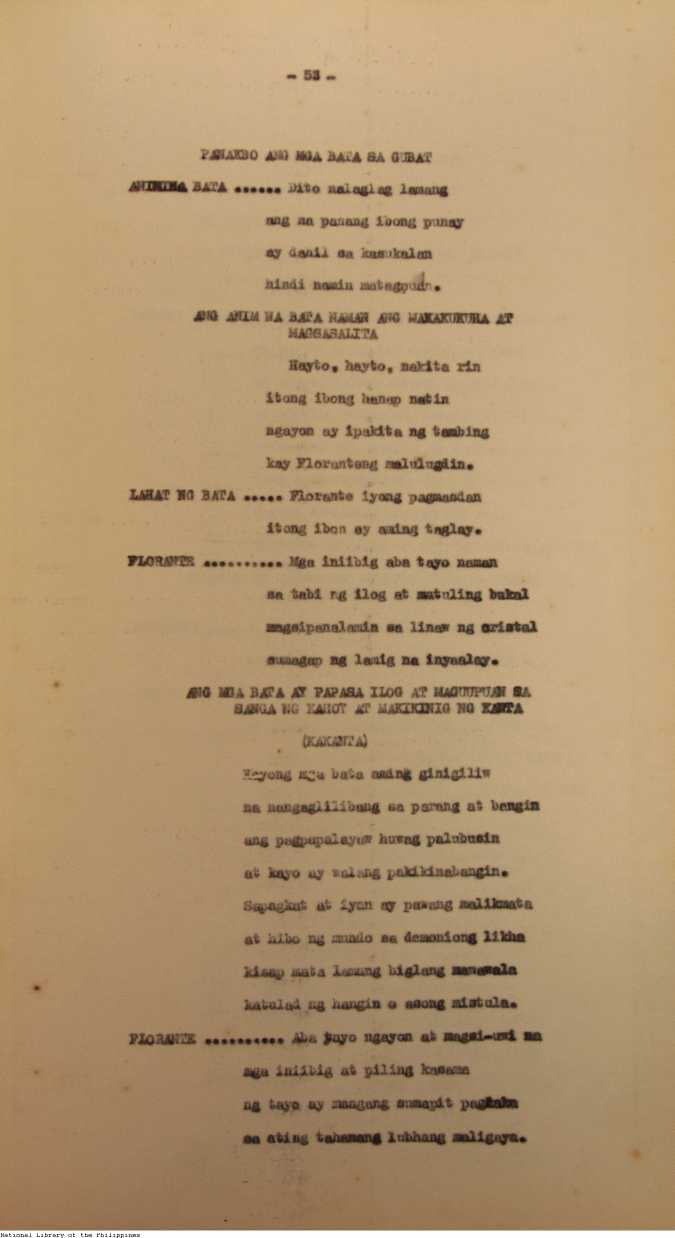 - 53 -
PANAKBO ANG MGA BATA SA GUBAT
BATA ...... Dito nalaglag lamang
ang na panang ibong punay
ay dahil sa kasukalan
hindi namin matagpuan.
ANG ANIM NA BATA NAMAN ANG MAKAKUKUHA AT
MAGSASALITA
Hayto, hayto, nakita rin
itong ibong hanap natin
ngayon ay ipakita ng tambing
kay Floranteng malulugdin.
LAHAT NG BATA ..... Florante iyong pagmasdan
itong ibon ay aming taglay.
FLORANTE .......... Mga iniibig aba tayo naman
sa tabi ng ilog at matuling bakal
magsipanalamin sa linaw ng cristal
sumagap ng lamig na inyaalay.
ANG MGA BATA AY PAPASA ILOG AT MAGUUPUAN SA
SANGA NG KAHOY AT MAKIKINIG NG KANTA
(KAKANTA)
mga bata aming ginigiliw
na nangaglilibang sa parang at bangin
ang pagpapalayaw huwag palubusin
at kayo ay walang pakikinabangin.
Sapagkat at iyan ay pawang malikmata
at hibo ng mundo sa demoniong likha
kisap mata lamang biglang mawawala
katulad ng hangin o asong mistula.
FLORANTE .......... Aba tayo ngayon at magsi-uwi na
mga iniibig at piling kasama
ng tayo ay maagang sumapit pagkaka
sa ating tahanang lubhang maligaya.
National Library of the Philippines